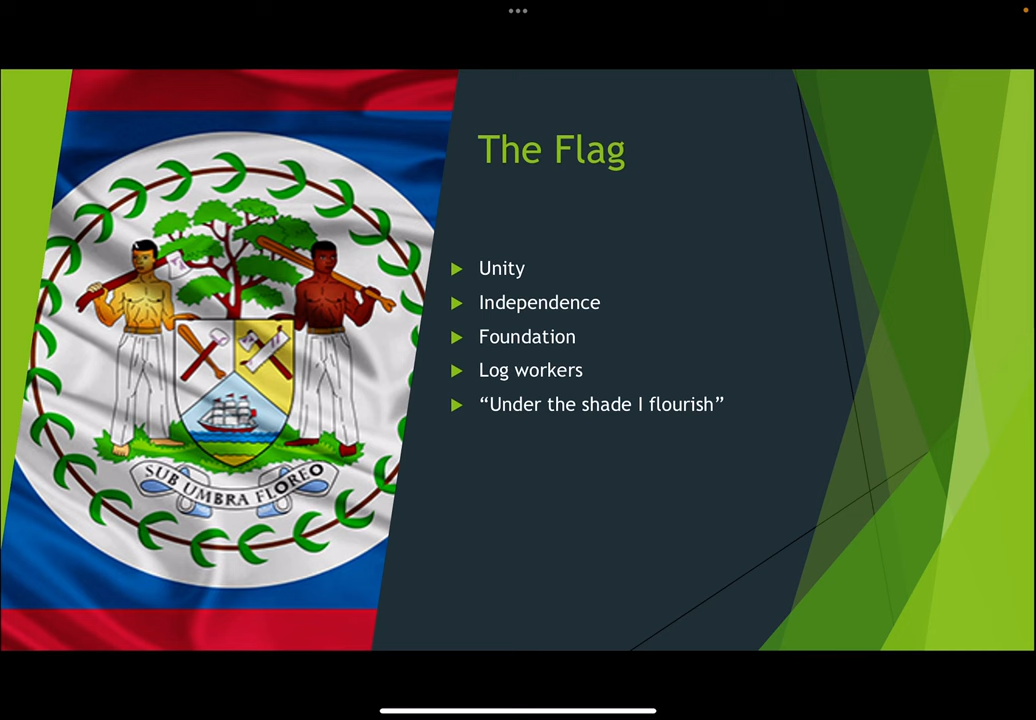 The Flag
Unity
Independence
Foundation
Log workers
“Under the shade I flourish”
SUB UMBRA FLOREO